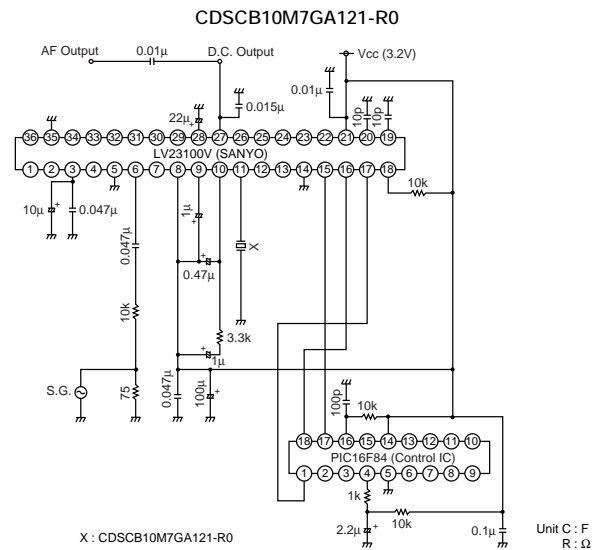 CDSCB10M7GA121-R0
AF Output
0.01µ
D.C. Output
Vcc (3.2V)
0.01µ
0.015µ
22µ
+
10p
10p
36 35 34 33 32 31 30 29 28 27 26 25 24 23 22 21 20 19
LV23100V (SANYO)
1 2 3 4 5 6 7 8 9 10 11 12 13 14 15 16 17 18
10k
10µ
+
0.047µ
0.047µ
1µ
+
X
+
0.47µ
10k
3.3k
+
1µ
S.G.
75
0.047µ
100µ
+
100p
10k
18 17 16 15 14 13 12 11 10
PIC16F84 (Control IC)
1 2 3 4 5 6 7 8 9
1k
10k
2.2µ
+
0.1µ
X : CDSCB10M7GA121-R0
Unit C : F
R : Ω